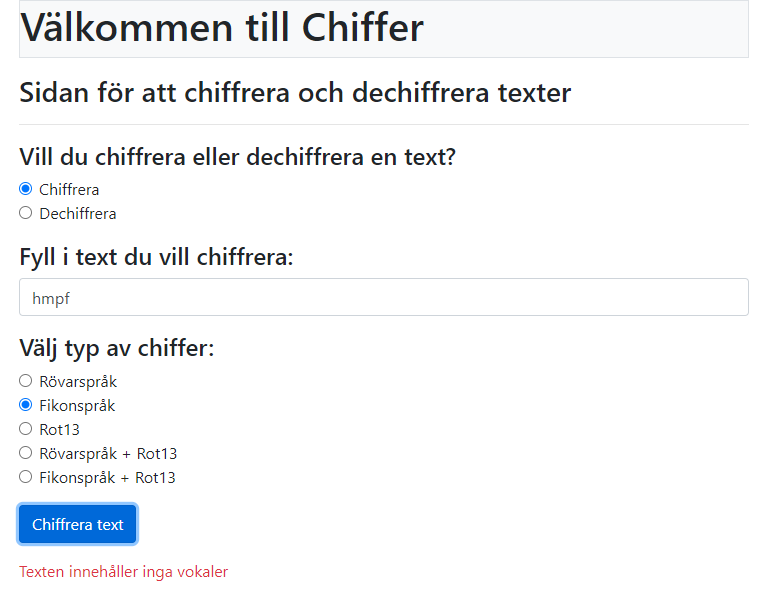 Välkommen till Chiffer
Sidan för att chiffrera och dechiffrera texter
Vill du chiffrera eller dechiffrera en text?
Chiffrera
Dechiffrera
Fyll i text du vill chiffrera:
hmpf
Välj typ av chiffer:
Rövarspråk
Fikonspråk
Rot13
Rövarspråk + Rot13
Fikonspråk + Rot13
Chiffrera text
Texten innehåller inga vokaler